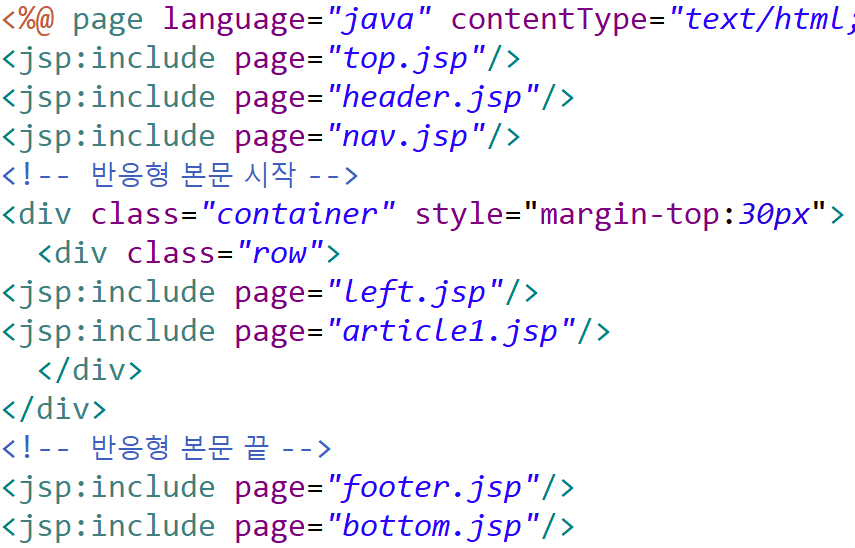 <%@ page language="java" contentType="text/html;
<jsp:include page="top.jsp"/>
<jsp:include page="header.jsp"/>
<jsp:include page="nav.jsp"/>
<!-- 반응형 본문 시작 -->
<div class="container" style="margin-top:30px">
  <div class="row">
<jsp:include page="left.jsp"/>
<jsp:include page="article1.jsp"/>
  </div>
</div>
<!-- 반응형 본문 끝 -->
<jsp:include page="footer.jsp"/>
<jsp:include page="bottom.jsp"/>